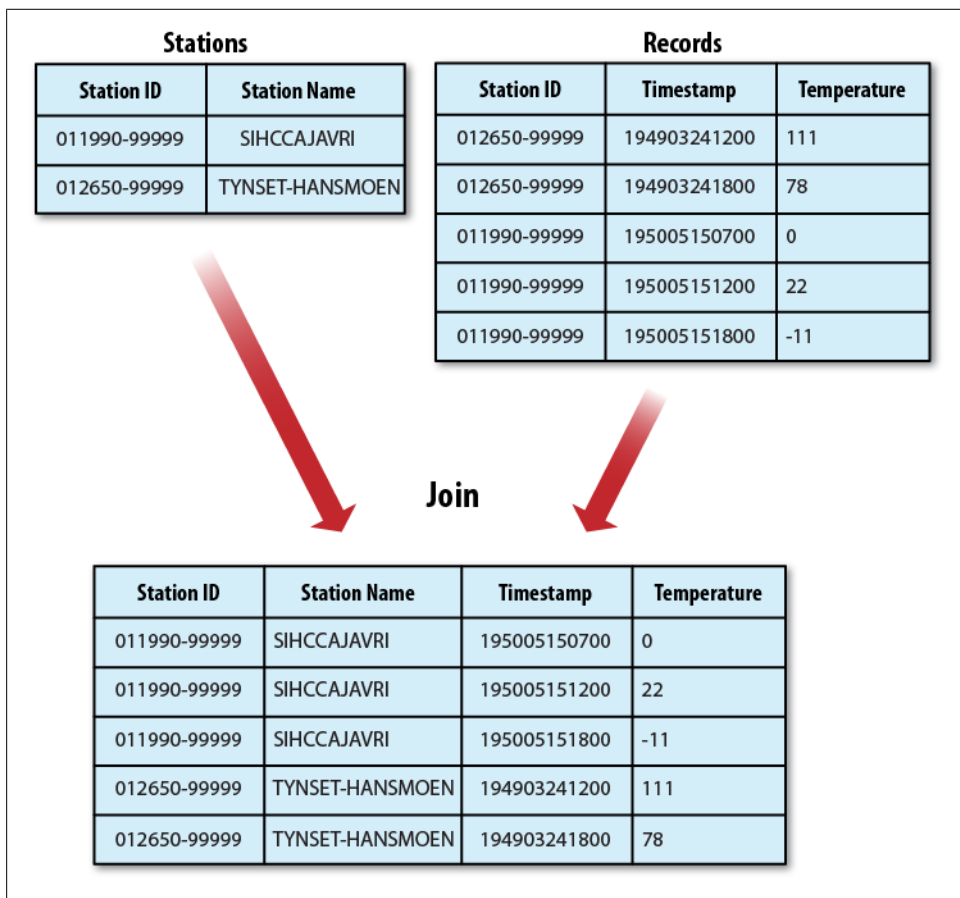 Stations
Station ID Station Name
011990-99999 SIHCCAJAVRI
012650-99999 TYNSET-HANSMOEN
Records
Station ID Timestamp Temperature
012650-99999 194903241200 111
012650-99999 194903241800 78
011990-99999 195005150700 0
011990-99999 195005151200 22
011990-99999 195005151800 -11
Join
Station ID Station Name Timestamp Temperature
011990-99999 SIHCCAJAVRI 195005150700 0
011990-99999 SIHCCAJAVRI 195005151200 22
011990-99999 SIHCCAJAVRI 195005151800 -11
012650-99999 TYNSET-HANSMOEN 194903241200 111
012650-99999 TYNSET-HANSMOEN 194903241800 78